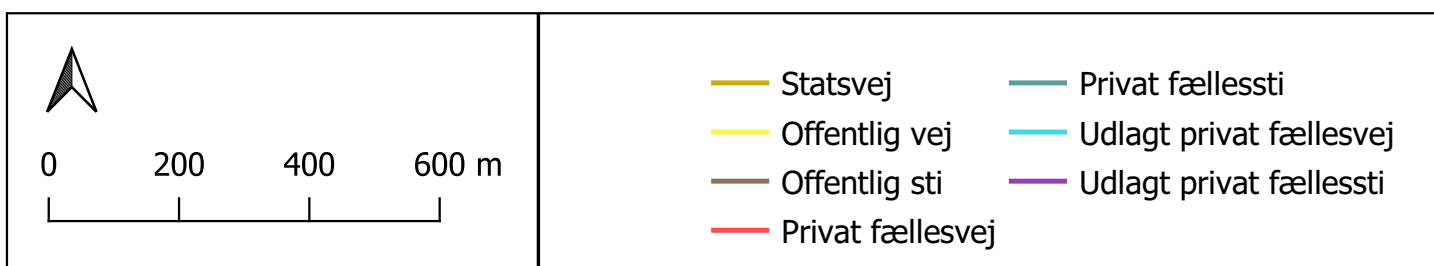 0 200 400 600 m
Statsvej
Offentlig vej
Offentlig sti
Privat fællesvej
Privat fællessti
Udlagt privat fællesvej
Udlagt privat fællessti